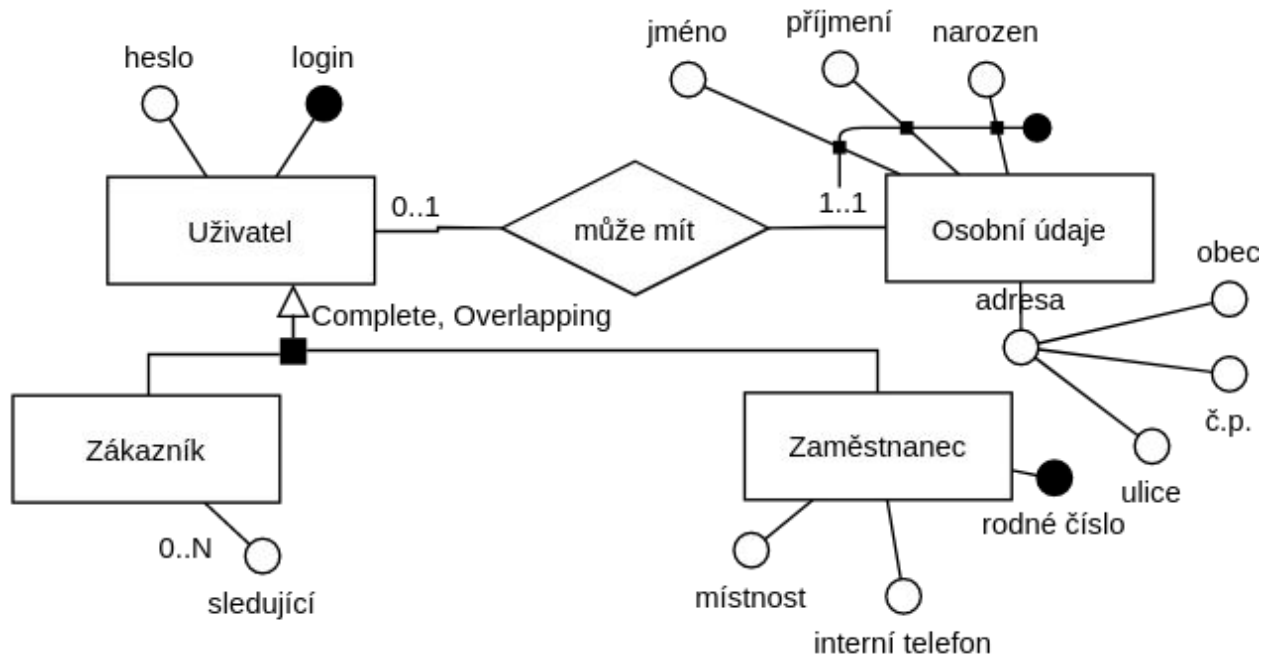 jméno
příjmení
narozen
heslo
login
0..1
1..1
Uživatel
může mít
Osobní údaje
obec
adresa
Complete, Overlapping
č.p.
Zákazník
Zaměstnanec
ulice
rodné číslo
0..N
sledující
místnost
interní telefon